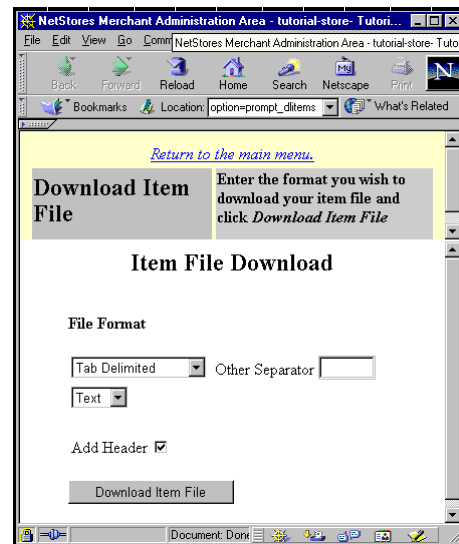 NetStores Merchant Administration Area - tutorial-store- Tutori...
File Edit View Go Comm
NetStores Merchant Administration Area - tutorial-store- Tuto
Back Forward Reload Home Search Netscape Print
My
N
Bookmarks Location: option=prompt_dlitems What's Related
Return to the main menu.
Download Item File
Enter the format you wish to
download your item file and
click Download Item File
Item File Download
File Format
Tab Delimited Other Separator
Text
Add Header
Download Item File
Document: Done